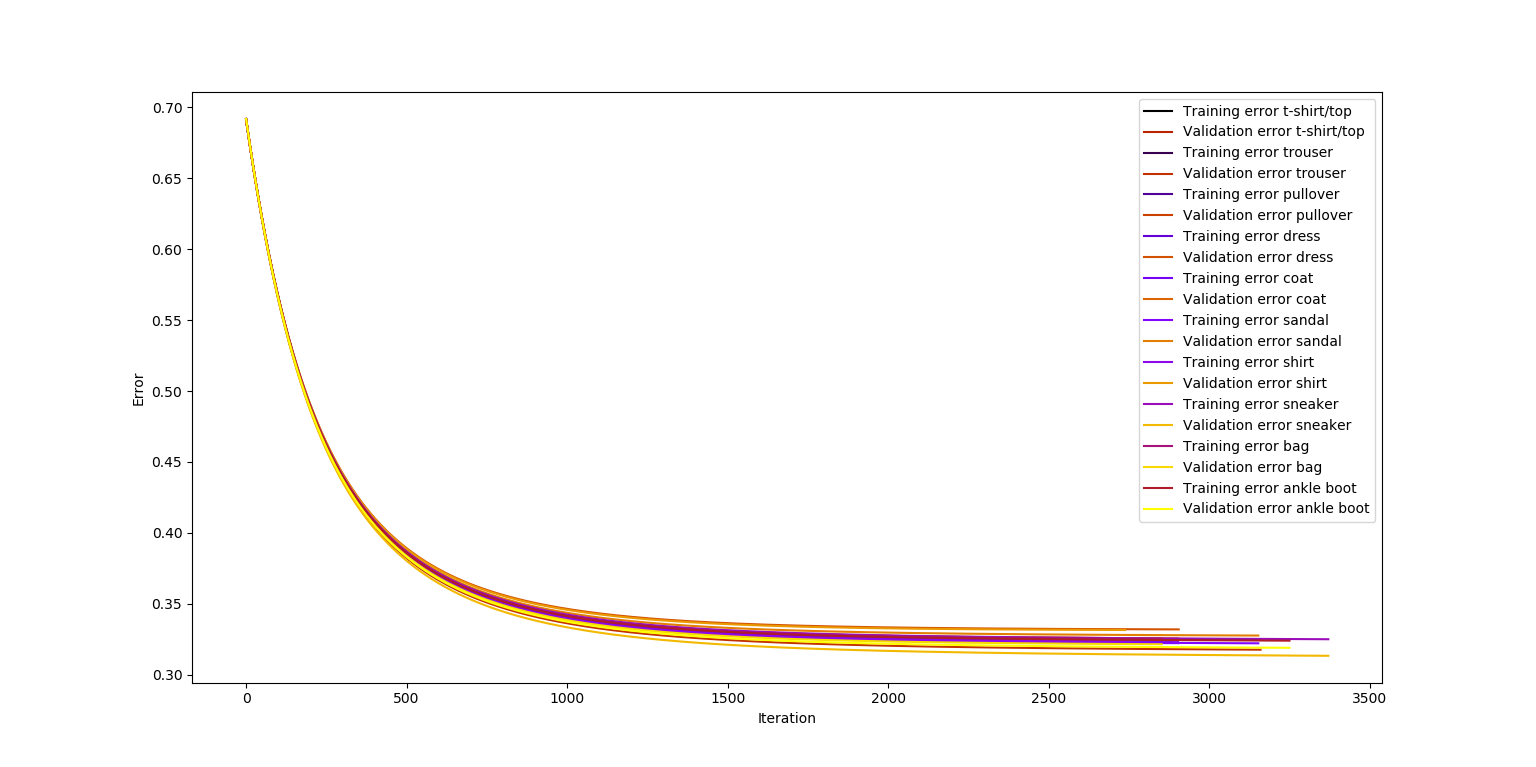 0.70
0.65
0.60
0.55
0.50
0.45
0.40
0.35
0.30
Error
0
500
1000
1500
2000
2500
3000
3500
Iteration
Training error t-shirt/top
Validation error t-shirt/top
Training error trouser
Validation error trouser
Training error pullover
Validation error pullover
Training error dress
Validation error dress
Training error coat
Validation error coat
Training error sandal
Validation error sandal
Training error shirt
Validation error shirt
Training error sneaker
Validation error sneaker
Training error bag
Validation error bag
Training error ankle boot
Validation error ankle boot